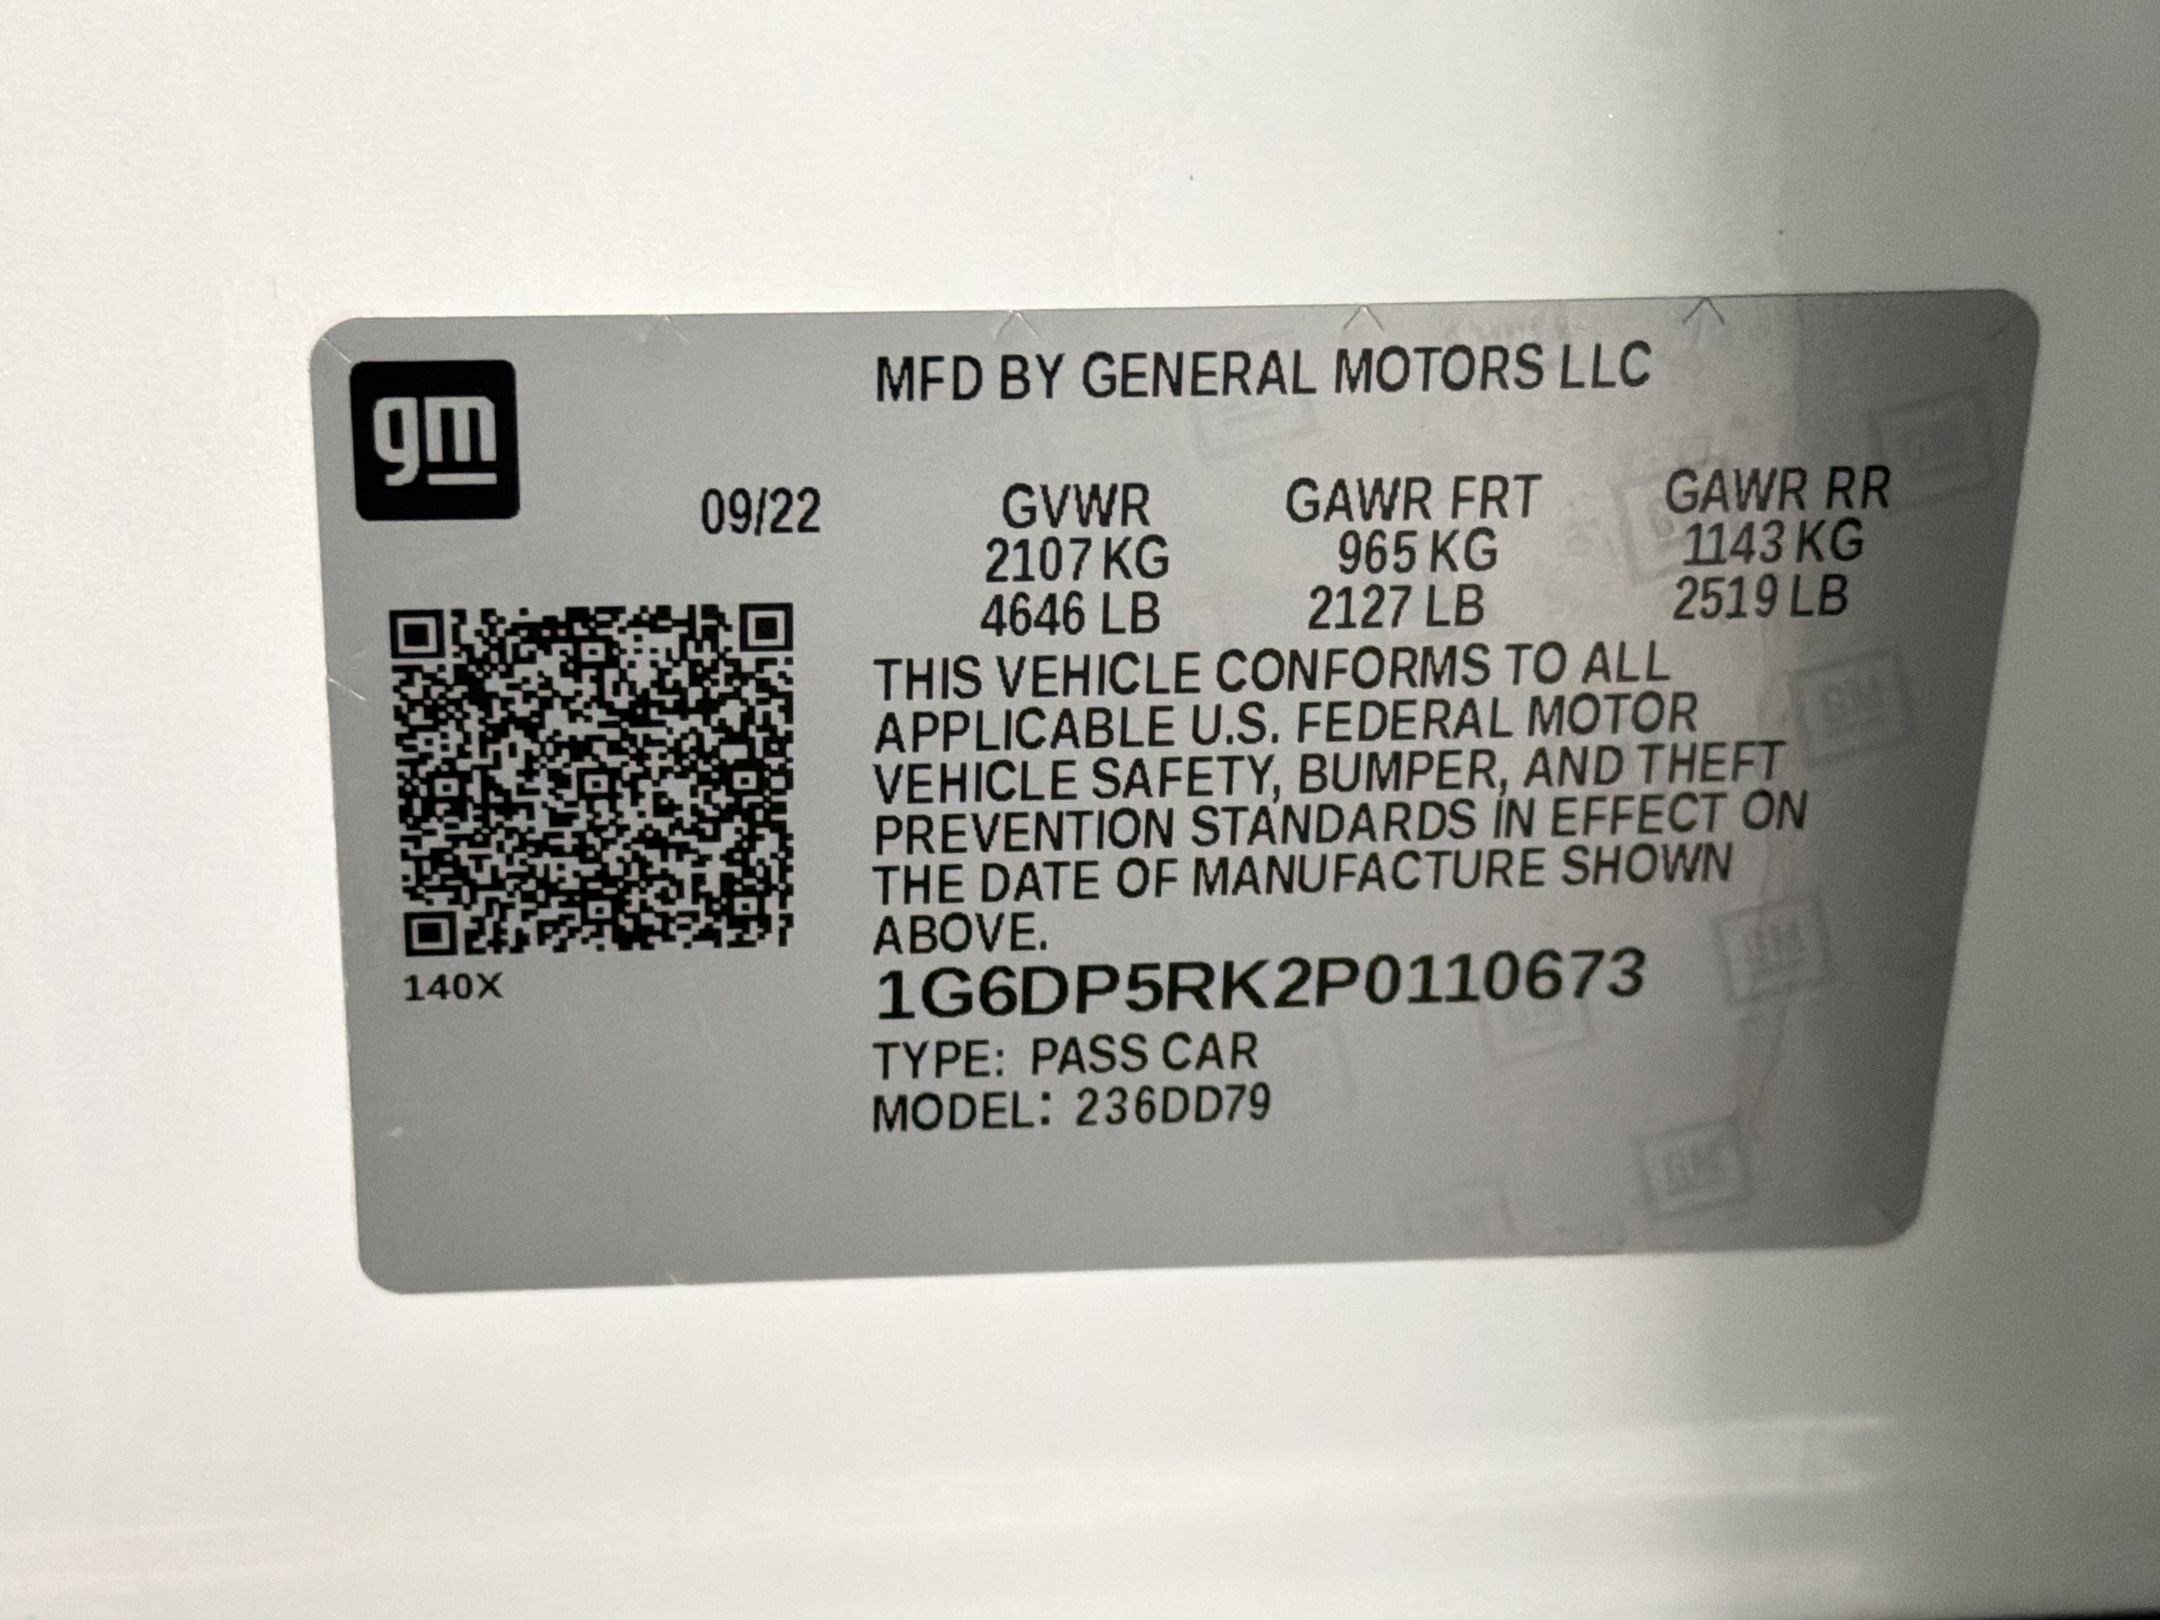 gm
MFD BY GENERAL MOTORS LLC
09/22 GVWR GAWR FRT GAWR RR
2107 KG 965 KG 1143 KG
4646 LB 2127 LB 2519 LB
THIS VEHICLE CONFORMS TO ALL
APPLICABLE U.S. FEDERAL MOTOR
VEHICLE SAFETY, BUMPER, AND THEFT
PREVENTION STANDARDS IN EFFECT ON
THE DATE OF MANUFACTURE SHOWN
ABOVE.
140X
1G6DP5RK2P0110673
TYPE: PASS CAR
MODEL: 236DD79